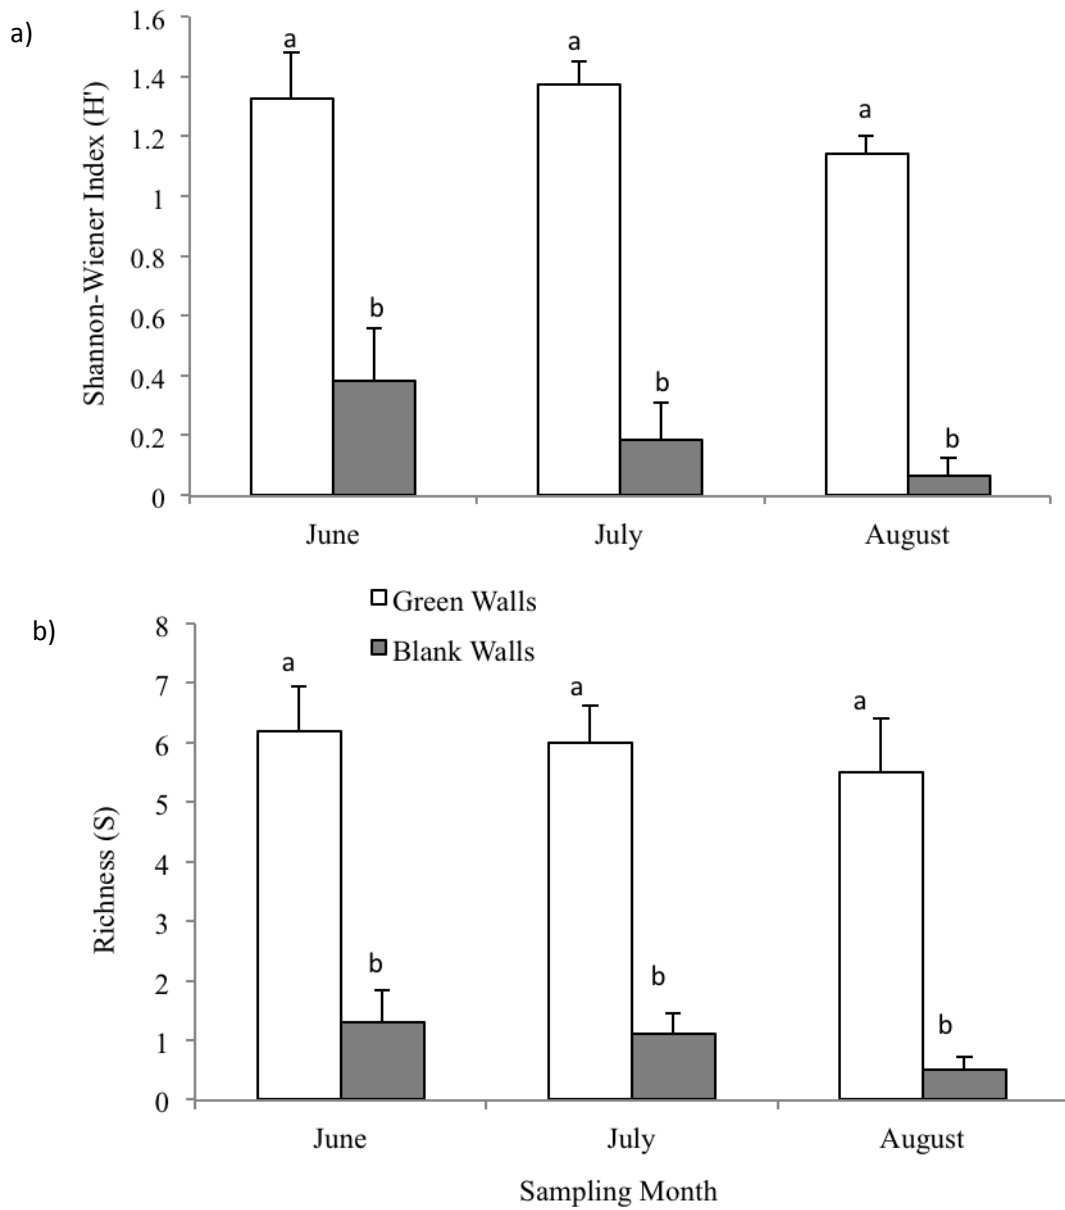 a)
Shannon-Wiener Index (H')
1.6
1.4
1.2
1
0.8
0.6
0.4
0.2
0
a
b
a
b
a
b
June July August
Green Walls
Blank Walls
b)
Richness (S)
8
7
6
5
4
3
2
1
0
a
b
a
b
a
b
June July August
Sampling Month